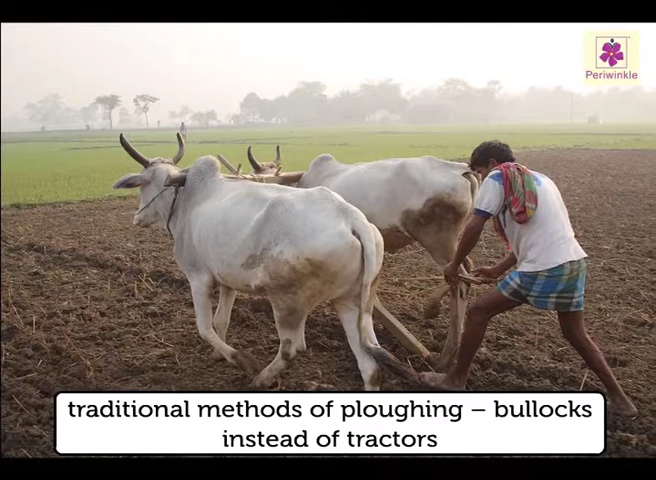 Periwinkle
traditional methods of ploughing – bullocks
instead of tractors